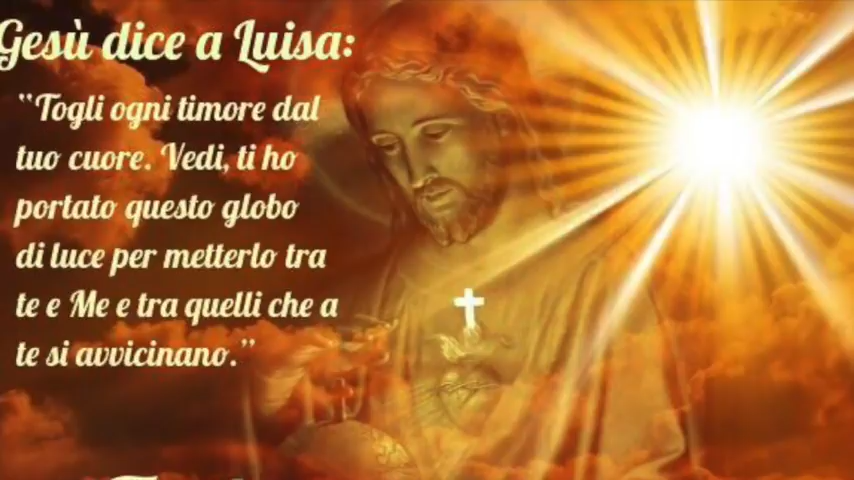 Gesù dice a Luisa:
“Togli ogni timore dal
tuo cuore. Vedi, ti ho
portato questo globo
di luce per metterlo tra
te e Me e tra quelli che a
te si avvicinano.”